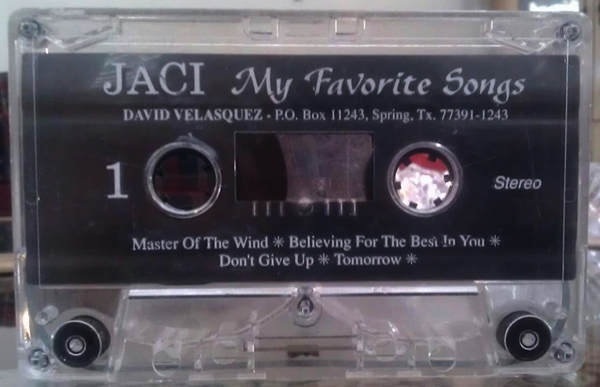 JACI My Favorite Songs
DAVID VELASQUEZ - P.O. Box 11243, Spring, Tx. 77391-1243
1
Stereo
Master Of The Wind ✳ Believing For The Best In You ✳
Don't Give Up ✳ Tomorrow ✳